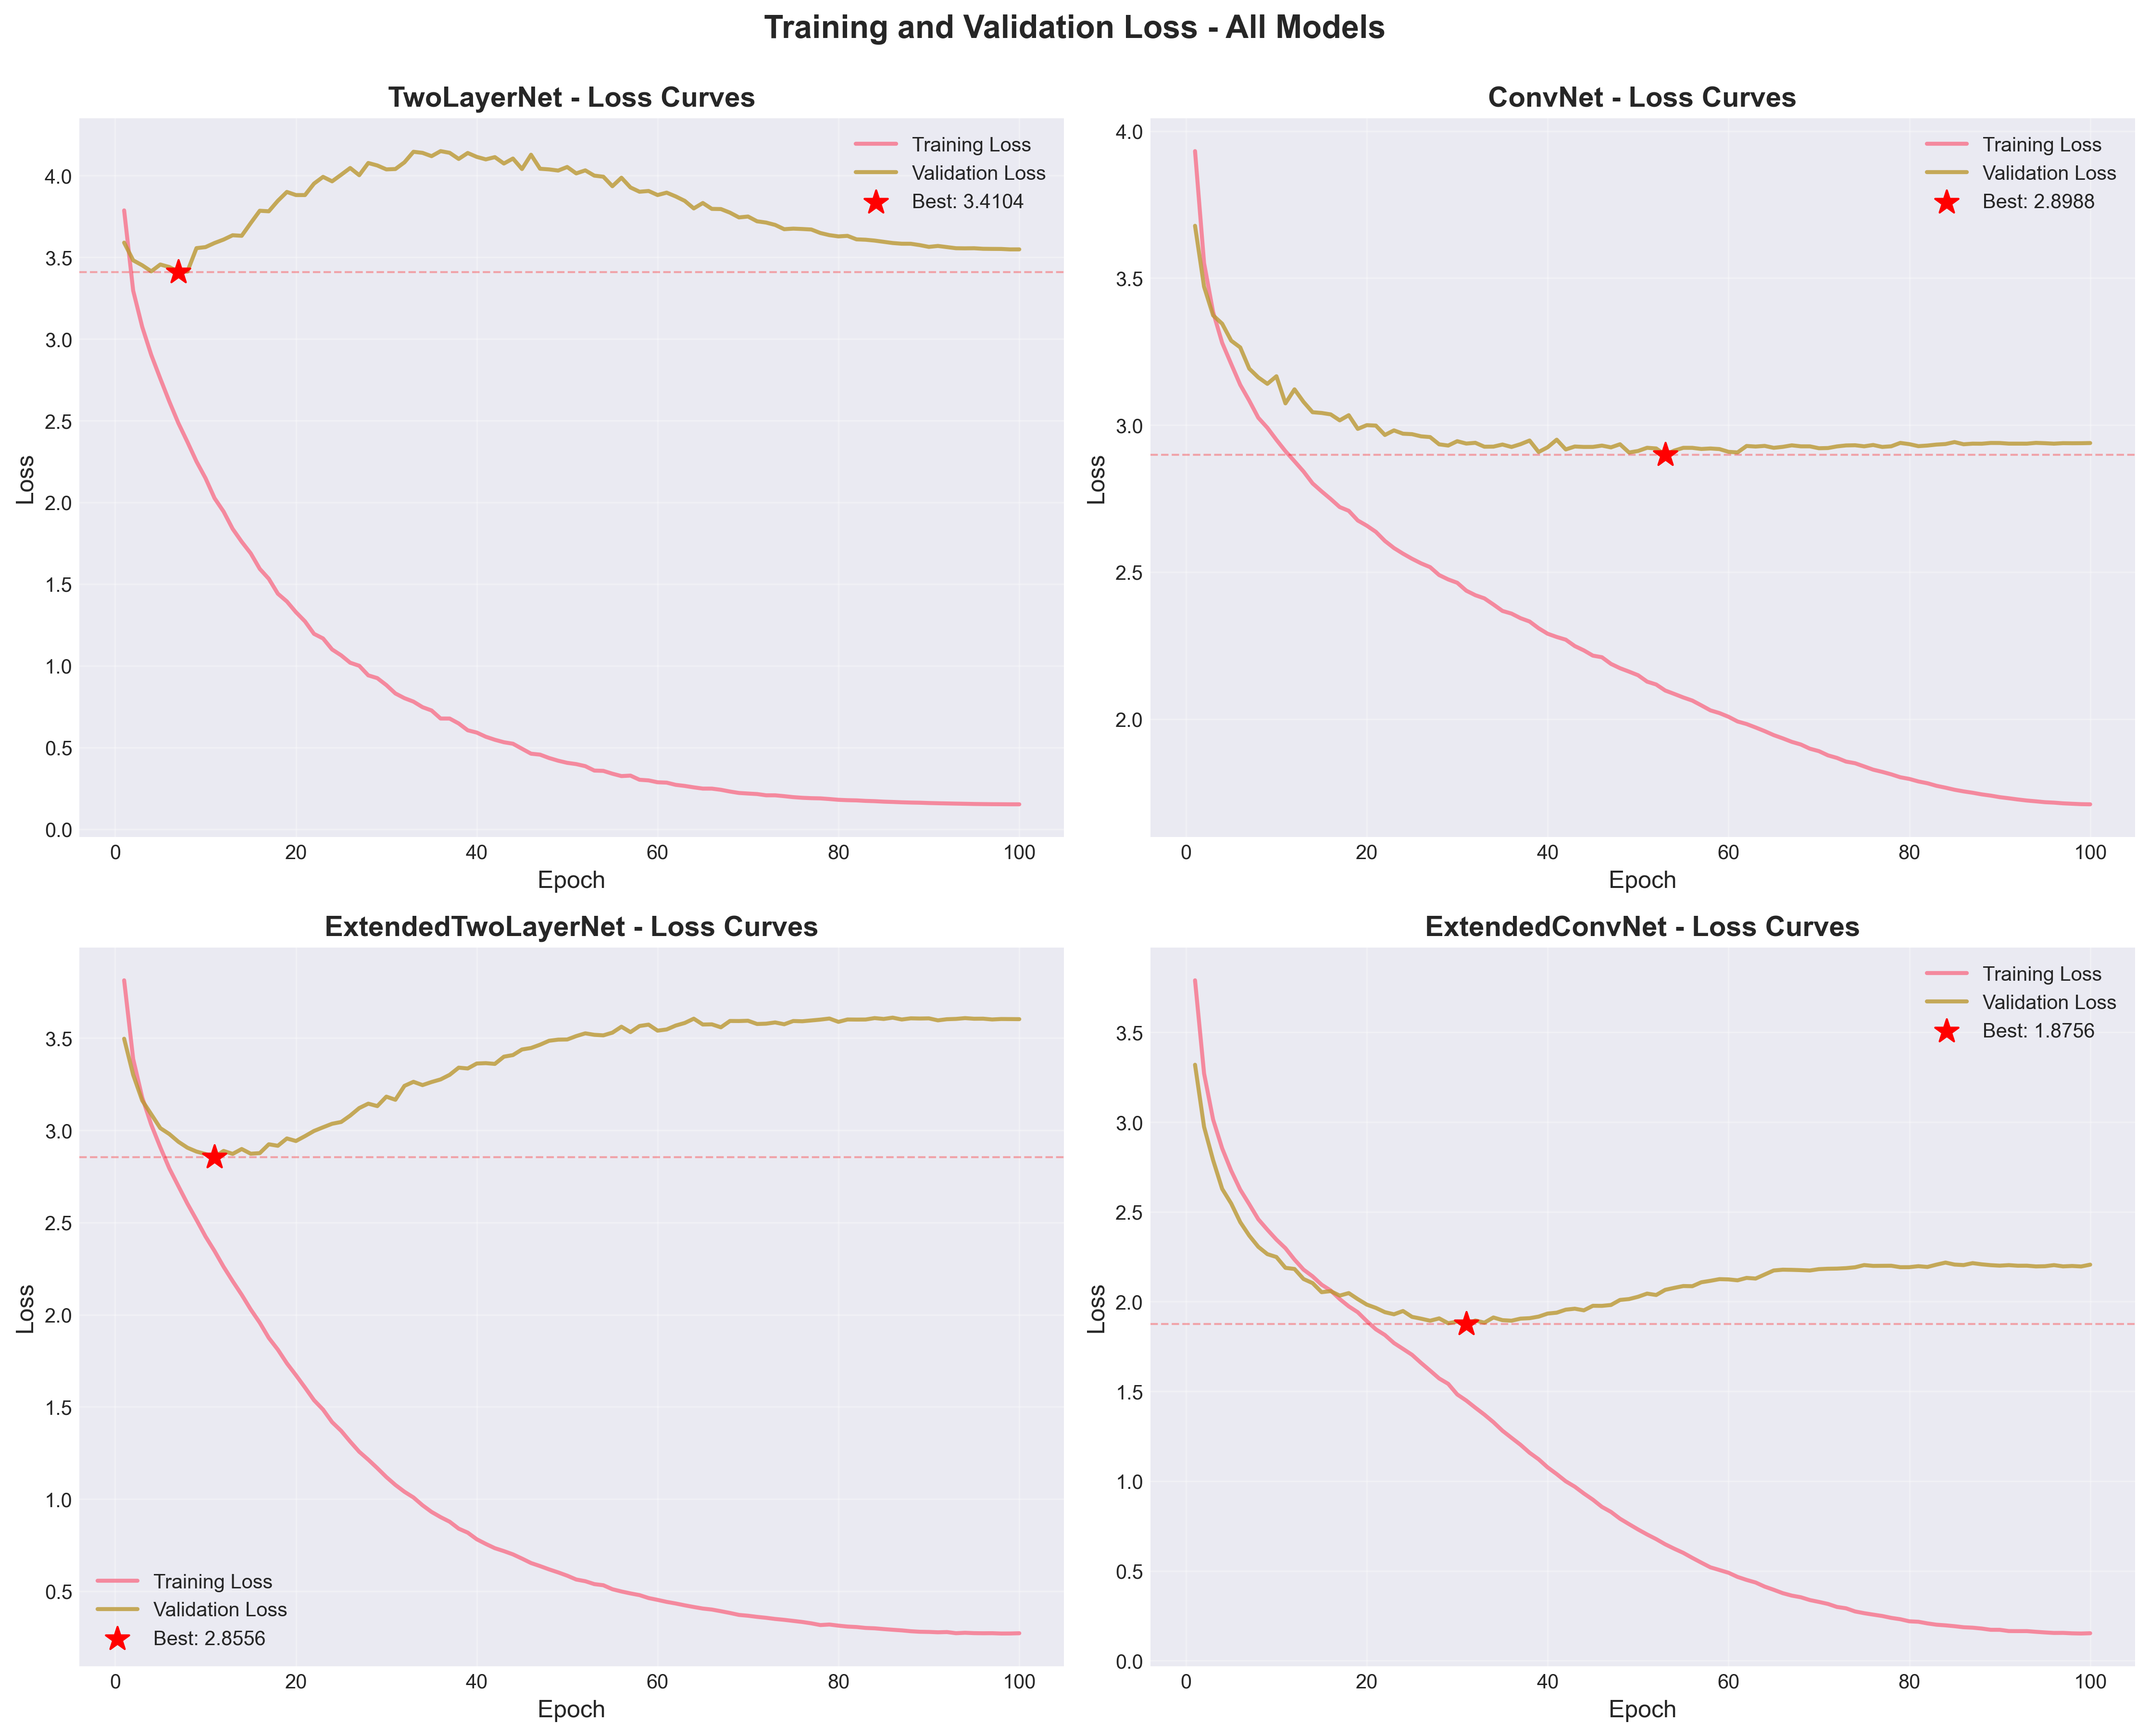 Training and Validation Loss - All Models
TwoLayerNet - Loss Curves
Training Loss
Validation Loss
Best: 3.4104
4.0
3.5
3.0
2.5
2.0
1.5
1.0
0.5
0.0
Loss
0 20 40 60 80 100
Epoch
ConvNet - Loss Curves
Training Loss
Validation Loss
Best: 2.8988
4.0
3.5
3.0
2.5
2.0
Loss
0 20 40 60 80 100
Epoch
ExtendedTwoLayerNet - Loss Curves
3.5
3.0
2.5
2.0
1.5
1.0
0.5
Loss
Training Loss
Validation Loss
Best: 2.8556
0 20 40 60 80 100
Epoch
ExtendedConvNet - Loss Curves
Training Loss
Validation Loss
Best: 1.8756
3.5
3.0
2.5
2.0
1.5
1.0
0.5
0.0
Loss
0 20 40 60 80 100
Epoch